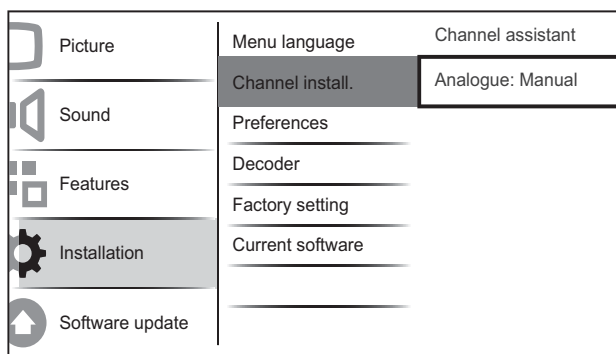 Picture
Sound
Features
Installation
Software update
Menu language
Channel install.
Preferences
Decoder
Factory setting
Current software
Channel assistant
Analogue: Manual